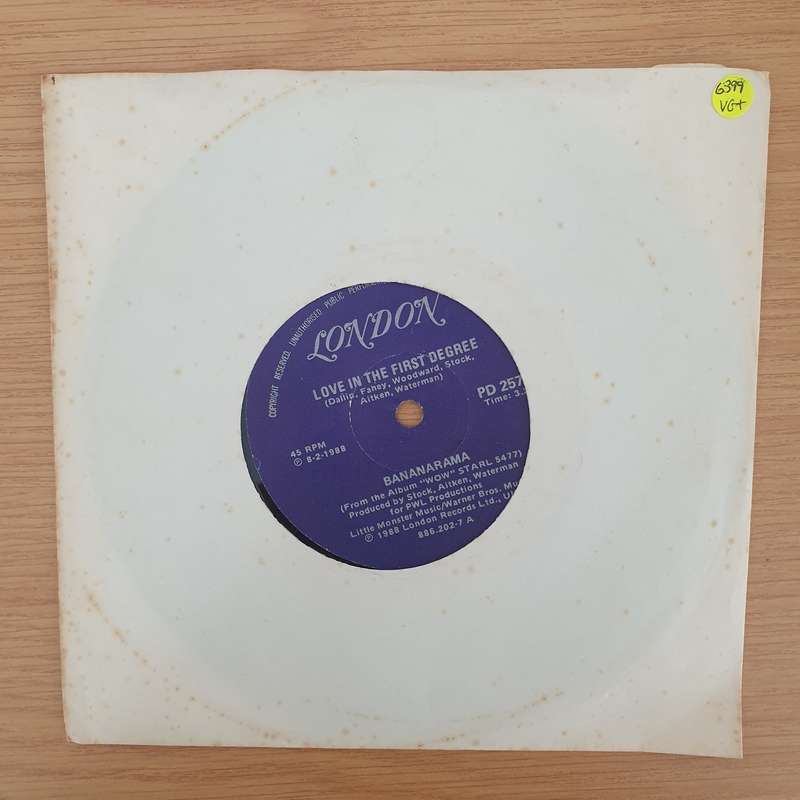 6399
VG+
COPYRIGHT RESERVED. UNAUTHORISED PUBLIC
LONDON
LOVE IN THE FIRST DEGREE
(Dallin, Fahey, Woodward, Stock,
Aitken, Waterman)
PD 257
Time: 3
45 RPM
℗ 8-2-1988
BANANARAMA
(From the Album "WOW" STARL 5477)
Produced by Stock, Aitken, Waterman
for PWL Productions
Little Monster Music/Warner Bros.
℗ 1988 London Records Ltd.,
886.202-7 A